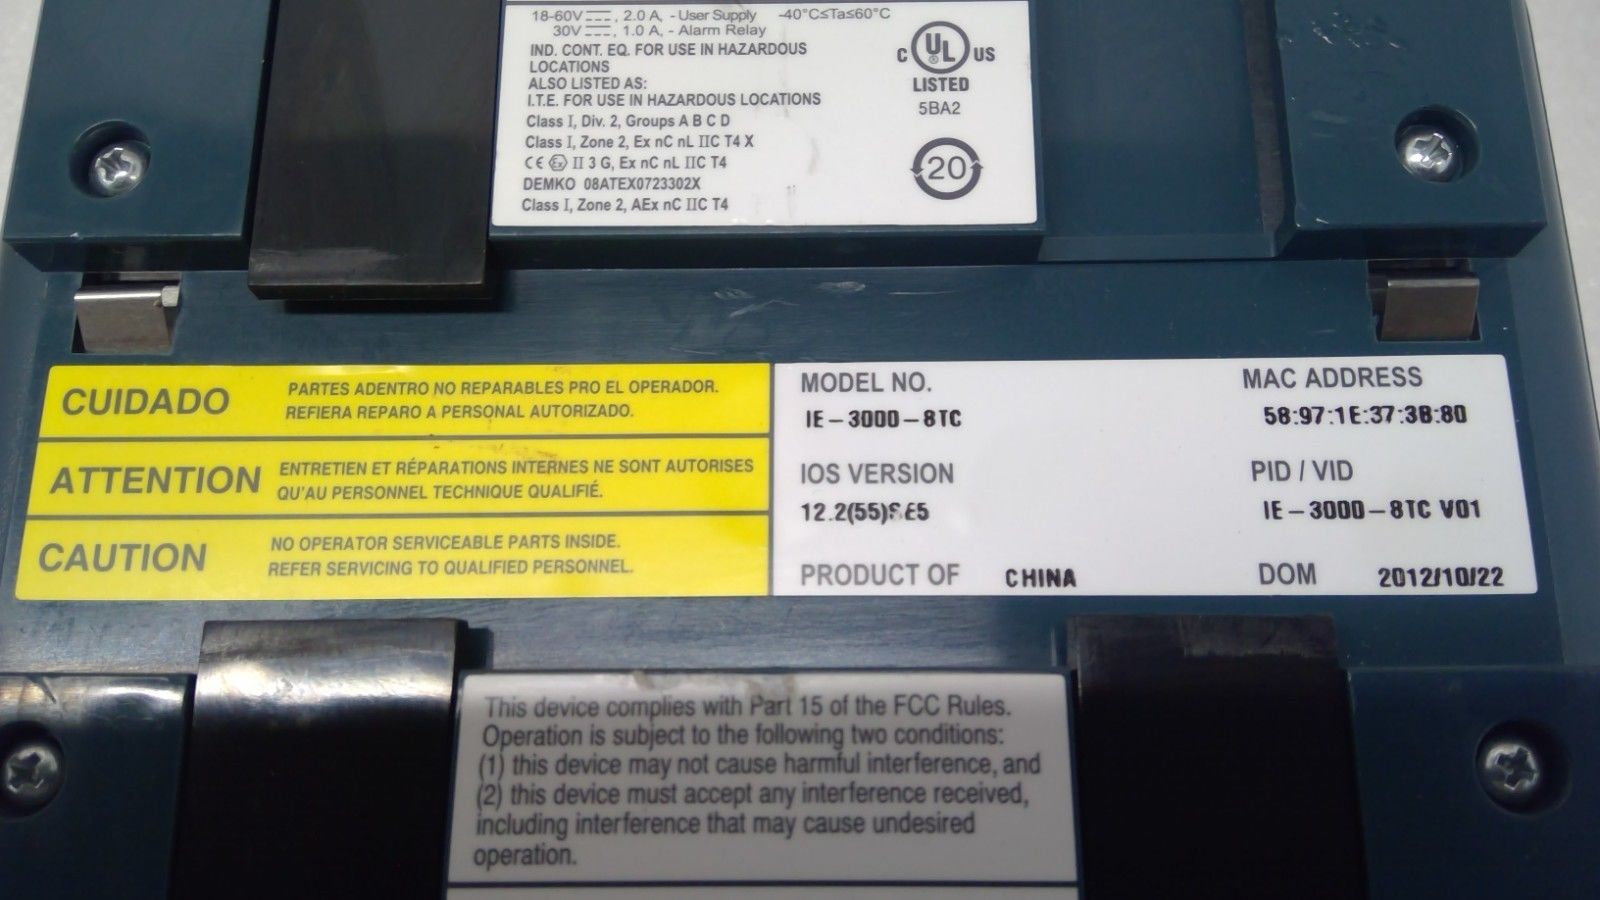 18-60V⎓, 2.0 A, - User Supply -40°C≤Ta≤60°C
30V⎓, 1.0 A, - Alarm Relay
IND. CONT. EQ. FOR USE IN HAZARDOUS
LOCATIONS
ALSO LISTED AS:
I.T.E. FOR USE IN HAZARDOUS LOCATIONS
Class I, Div. 2, Groups A B C D
Class I, Zone 2, Ex nC nL IIC T4 X
CE Ex II 3 G, Ex nC nL IIC T4
DEMKO 08ATEX0723302X
Class I, Zone 2, AEx nC IIC T4
C UL ® US
LISTED
5BA2
20
CUIDADO
PARTES ADENTRO NO REPARABLES PRO EL OPERADOR.
REFIERA REPARO A PERSONAL AUTORIZADO.
ATTENTION
ENTRETIEN ET RÉPARATIONS INTERNES NE SONT AUTORISES
QU'AU PERSONNEL TECHNIQUE QUALIFIÉ.
CAUTION
NO OPERATOR SERVICEABLE PARTS INSIDE.
REFER SERVICING TO QUALIFIED PERSONNEL.
MODEL NO.
IE-3000-8TC
MAC ADDRESS
58:97:1E:37:3B:80
IOS VERSION
12.2(55)SE5
PID / VID
IE-3000-8TC V01
PRODUCT OF CHINA
DOM 2012/10/22
This device complies with Part 15 of the FCC Rules.
Operation is subject to the following two conditions:
(1) this device may not cause harmful interference, and
(2) this device must accept any interference received,
including interference that may cause undesired
operation.